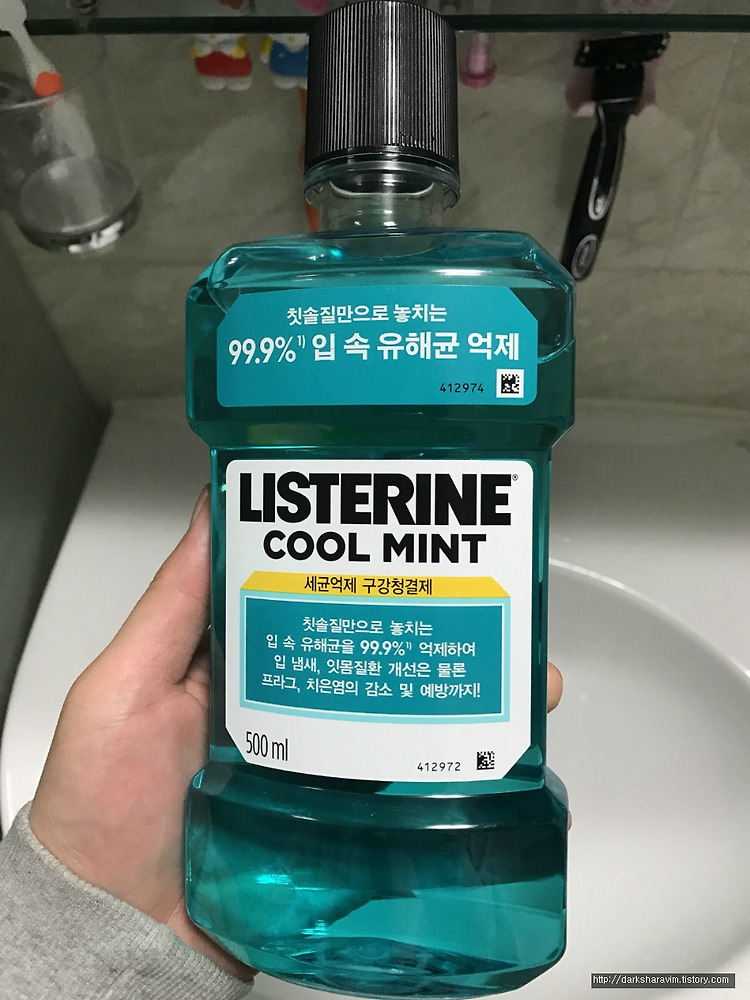 칫솔질만으로 놓치는
99.9%¹⁾ 입 속 유해균 억제
412974
LISTERINE®
COOL MINT
세균억제 구강청결제
칫솔질만으로 놓치는
입 속 유해균을 99.9%¹⁾ 억제하여
입 냄새, 잇몸질환 개선은 물론
프라그, 치은염의 감소 및 예방까지!
500 ml
412972
http://darksharavim.tistory.com